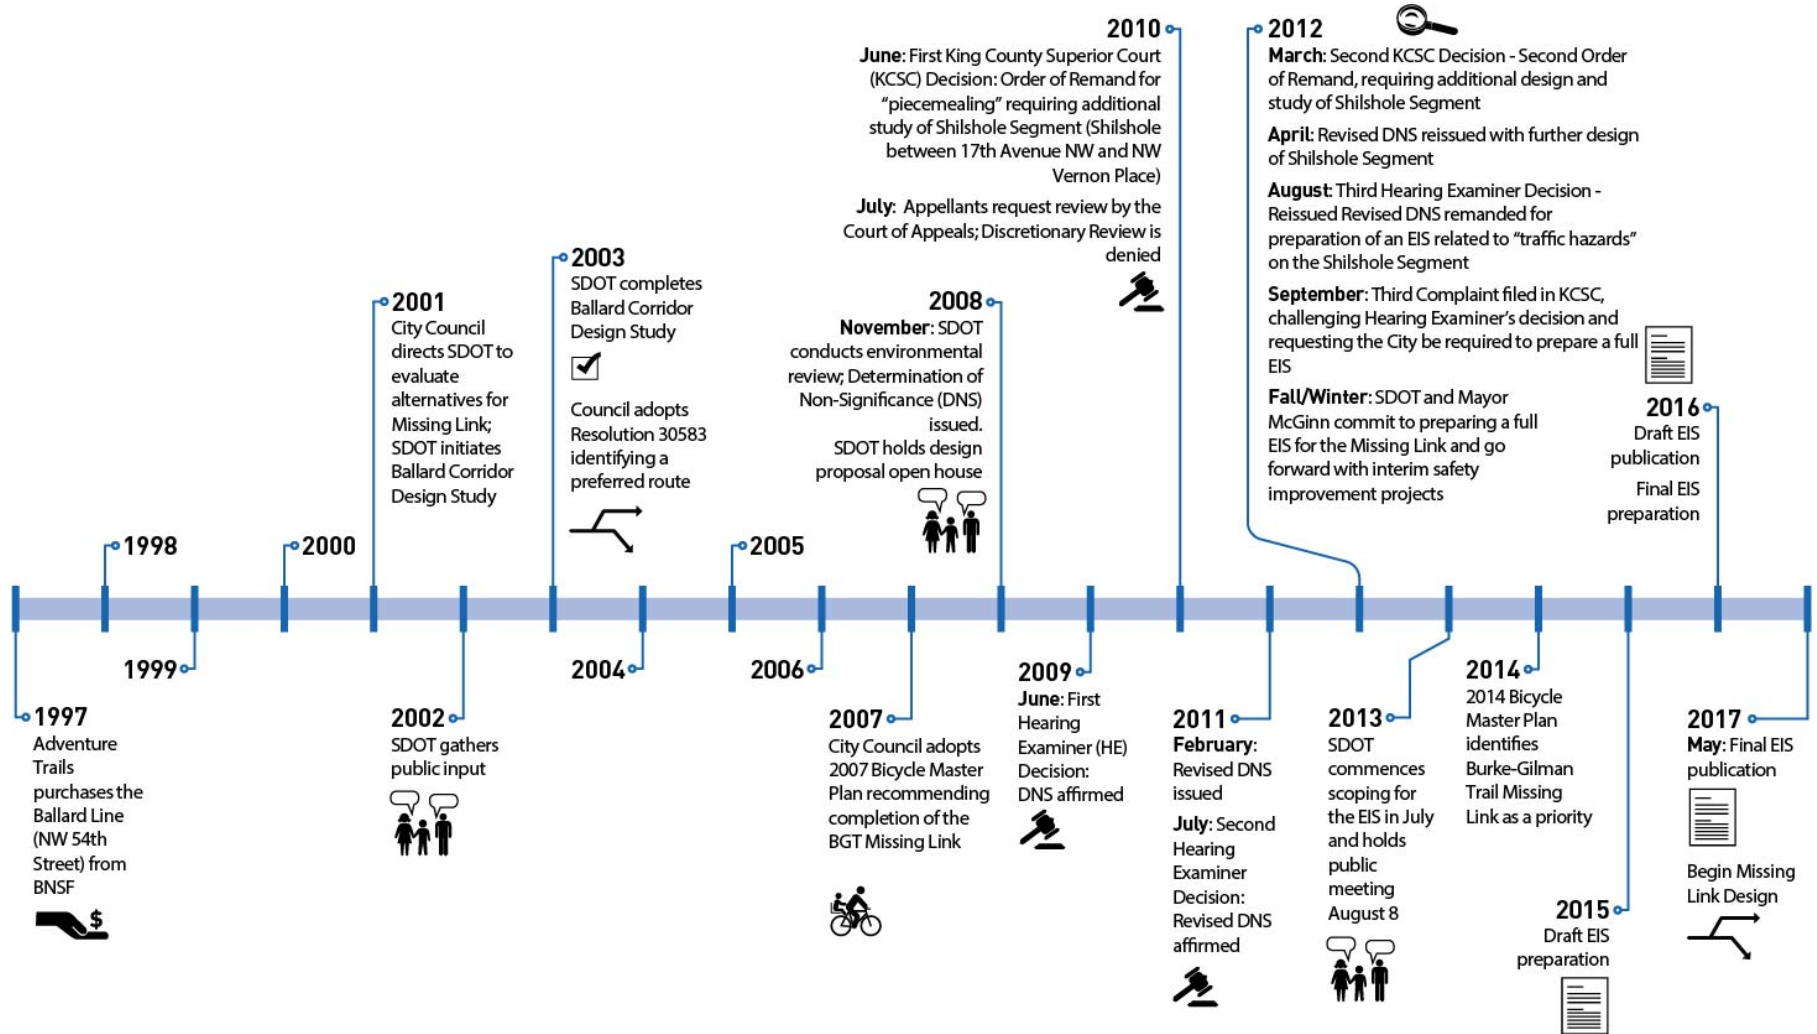 1997
Adventure
Trails
purchases the
Ballard Line
(NW 54th
Street) from
BNSF
$
1998
1999
2000
2001
City Council
directs SDOT to
evaluate
alternatives for
Missing Link;
SDOT initiates
Ballard Corridor
Design Study
2002
SDOT gathers
public input
2003
SDOT completes
Ballard Corridor
Design Study
Council adopts
Resolution 30583
identifying a
preferred route
2004
2005
2006
2007
City Council adopts
2007 Bicycle Master
Plan recommending
completion of the
BGT Missing Link
2008
November: SDOT
conducts environmental
review; Determination of
Non-Significance (DNS)
issued.
SDOT holds design
proposal open house
2009
June: First
Hearing
Examiner (HE)
Decision:
DNS affirmed
2010
June: First King County Superior Court
(KCSC) Decision: Order of Remand for
“piecemealing” requiring additional
study of Shilshole Segment (Shilshole
between 17th Avenue NW and NW
Vernon Place)
July: Appellants request review by the
Court of Appeals; Discretionary Review is
denied
2011
February:
Revised DNS
issued
July: Second
Hearing
Examiner
Decision:
Revised DNS
affirmed
2012
March: Second KCSC Decision - Second Order
of Remand, requiring additional design and
study of Shilshole Segment
April: Revised DNS reissued with further design
of Shilshole Segment
August: Third Hearing Examiner Decision -
Reissued Revised DNS remanded for
preparation of an EIS related to “traffic hazards”
on the Shilshole Segment
September: Third Complaint filed in KCSC,
challenging Hearing Examiner’s decision and
requesting the City be required to prepare a full
EIS
Fall/Winter: SDOT and Mayor
McGinn commit to preparing a full
EIS for the Missing Link and go
forward with interim safety
improvement projects
2013
SDOT
commences
scoping for
the EIS in July
and holds
public
meeting
August 8
2014
2014 Bicycle
Master Plan
identifies
Burke-Gilman
Trail Missing
Link as a priority
2015
Draft EIS
preparation
2016
Draft EIS
publication
Final EIS
preparation
2017
May: Final EIS
publication
Begin Missing
Link Design